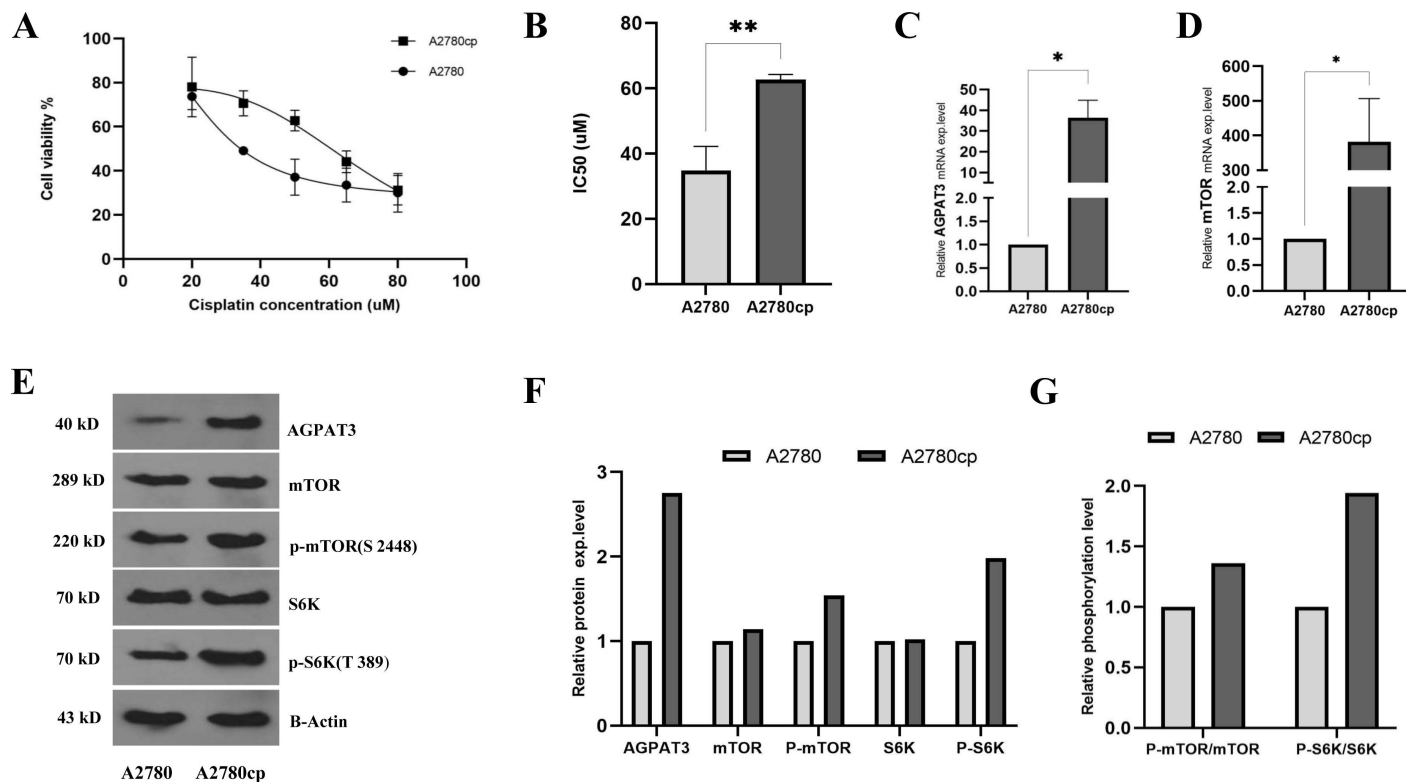 A
100
80
60
40
20
0
Cell viability %
0 20 40 60 80 100
Cisplatin concentration (uM)
A2780cp
A2780
B
80
60
40
20
0
IC50 (uM)
**
A2780 A2780cp
C
*
50
40
30
20
10
5
2.0
1.5
1.0
0.5
0.0
Relative AGPAT3 mRNA exp.level
A2780 A2780cp
D
*
600
500
400
300
2.0
1.5
1.0
0.5
0.0
Relative mTOR mRNA exp.level
A2780 A2780cp
E
40 kD AGPAT3
289 kD mTOR
220 kD p-mTOR(S 2448)
70 kD S6K
70 kD p-S6K(T 389)
43 kD B-Actin
A2780 A2780cp
F
A2780 A2780cp
3
2
1
0
Relative protein exp.level
AGPAT3 mTOR P-mTOR S6K P-S6K
G
A2780 A2780cp
2.0
1.5
1.0
0.5
0.0
Relative phosphorylation level
P-mTOR/mTOR P-S6K/S6K